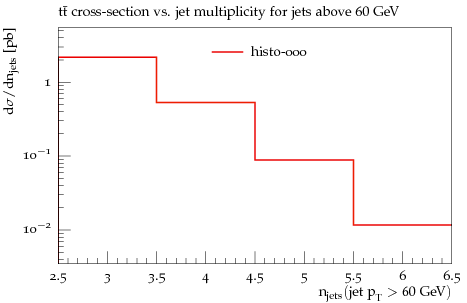 tt̄ cross-section vs. jet multiplicity for jets above 60 GeV
dσ/dn_jets [pb]
histo-000
1
10⁻¹
10⁻²
2.5 3 3.5 4 4.5 5 5.5 6 6.5
n_jets(jet p_T > 60 GeV)